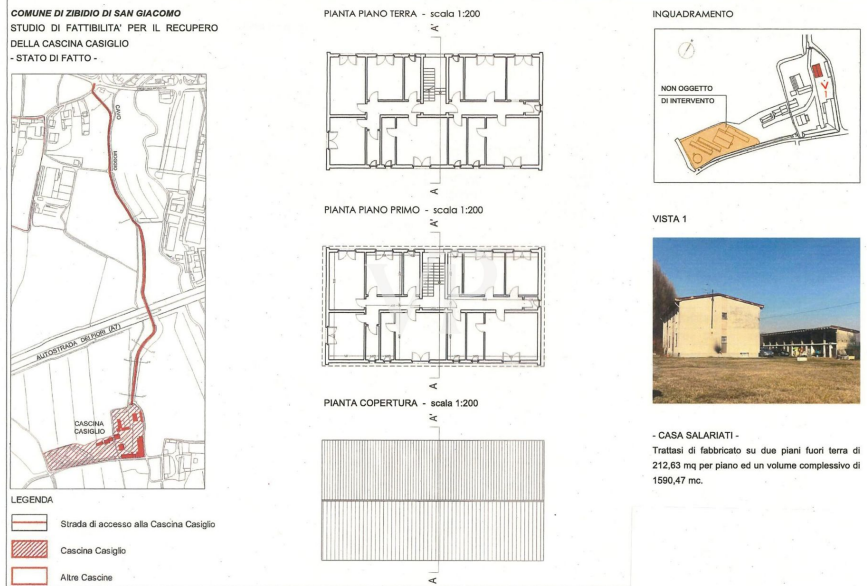 COMUNE DI ZIBIDO DI SAN GIACOMO
STUDIO DI FATTIBILITA' PER IL RECUPERO
DELLA CASCINA CASIGLIO
- STATO DI FATTO -
CAVO
AUTOSTRADA DEI FIORI (A7)
CASCINA
CASIGLIO
LEGENDA
Strada di accesso alla Cascina Casiglio
Cascina Casiglio
Altre Cascine
PIANTA PIANO TERRA - scala 1:200
A'
A
PIANTA PIANO PRIMO - scala 1:200
A'
VP
A
PIANTA COPERTURA - scala 1:200
A'
A
INQUADRAMENTO
NON OGGETTO
DI INTERVENTO
V1
VISTA 1
- CASA SALARIATI -
Trattasi di fabbricato su due piani fuori terra di
212,63 mq per piano ed un volume complessivo di
1590,47 mc.